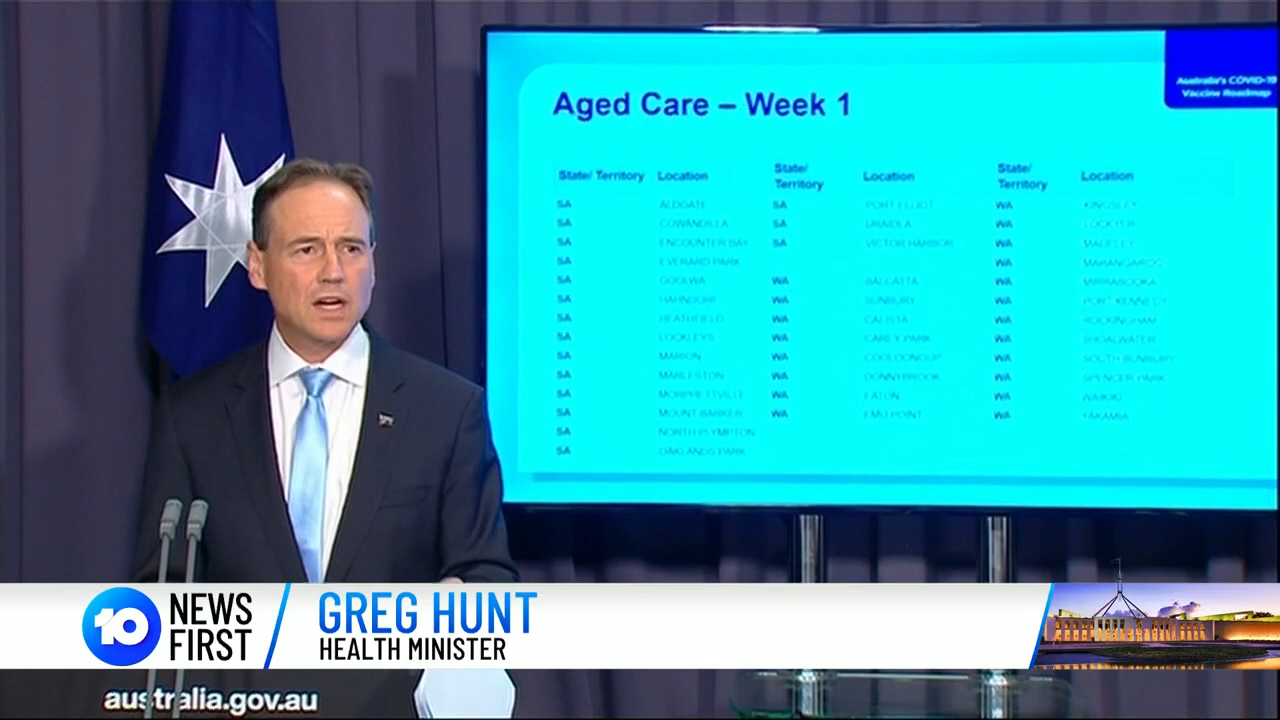 Australia's COVID-19
Vaccine Roadmap
Aged Care – Week 1
State/ Territory Location State/ Territory Location State/ Territory Location
SA ALDGATE SA PORT ELLIOT WA KINGSLEY
SA COWANDILLA SA URAIDLA WA LOCKYER
SA ENCOUNTER BAY SA VICTOR HARBOR WA MADELEY
SA EVERARD PARK WA MARANGAROO
SA GOOLWA WA BALCATTA WA MIRRABOOKA
SA HAHNDORF WA BUNBURY WA PORT KENNEDY
SA HEATHFIELD WA CALISTA WA ROCKINGHAM
SA LOCKLEYS WA CAREY PARK WA SHOALWATER
SA MARION WA COOLOONGUP WA SOUTH BUNBURY
SA MARLESTON WA DONNYBROOK WA SPENCER PARK
SA MORPHETTVILLE WA EATON WA WAIKIKI
SA MOUNT BARKER WA EMU POINT WA YAKAMIA
SA NORTH PLYMPTON
SA OAKLANDS PARK
10 NEWS FIRST
GREG HUNT
HEALTH MINISTER
australia.gov.au